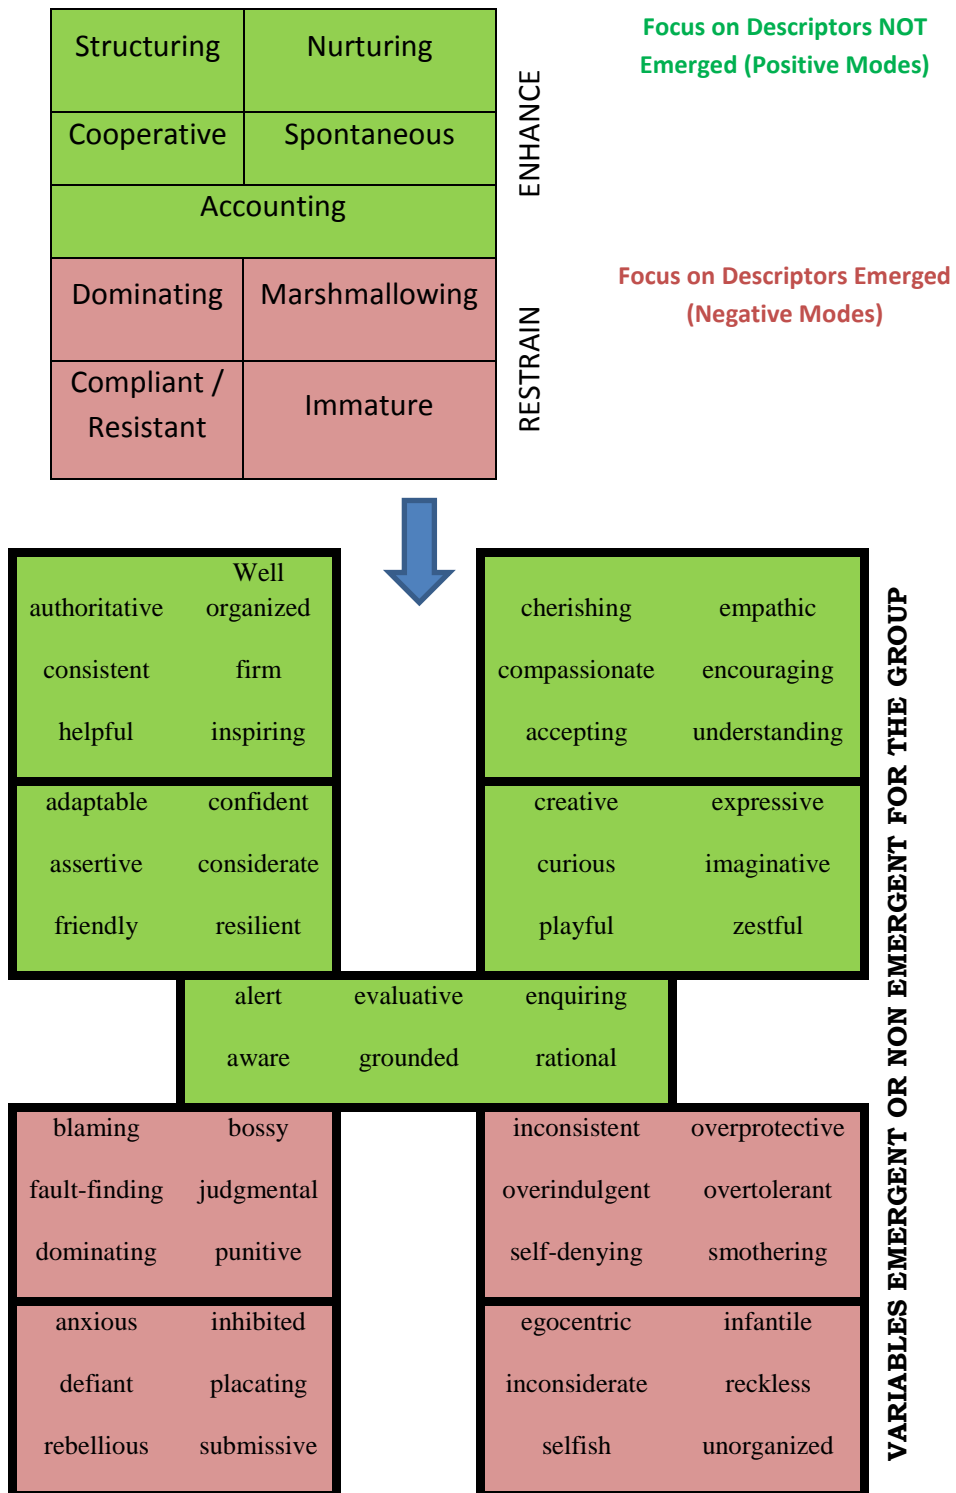 Structuring Nurturing
Cooperative Spontaneous
Accounting
ENHANCE
Focus on Descriptors NOT
Emerged (Positive Modes)
Dominating Marshmallowing
Compliant /
Resistant
Immature
RESTRAIN
Focus on Descriptors Emerged
(Negative Modes)
Well
authoritative organized
consistent firm
helpful inspiring
cherishing empathic
compassionate encouraging
accepting understanding
adaptable confident
assertive considerate
friendly resilient
creative expressive
curious imaginative
playful zestful
alert evaluative enquiring
aware grounded rational
blaming bossy
fault-finding judgmental
dominating punitive
inconsistent overprotective
overindulgent overtolerant
self-denying smothering
anxious inhibited
defiant placating
rebellious submissive
egocentric infantile
inconsiderate reckless
selfish unorganized
VARIABLES EMERGENT OR NON EMERGENT FOR THE GROUP